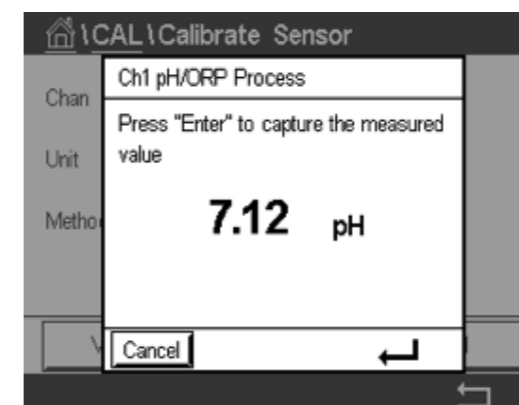 \CAL\Calibrate Sensor
Ch1 pH/ORP Process
Chan
Press "Enter" to capture the measured
Unit
value
7.12 pH
Cancel